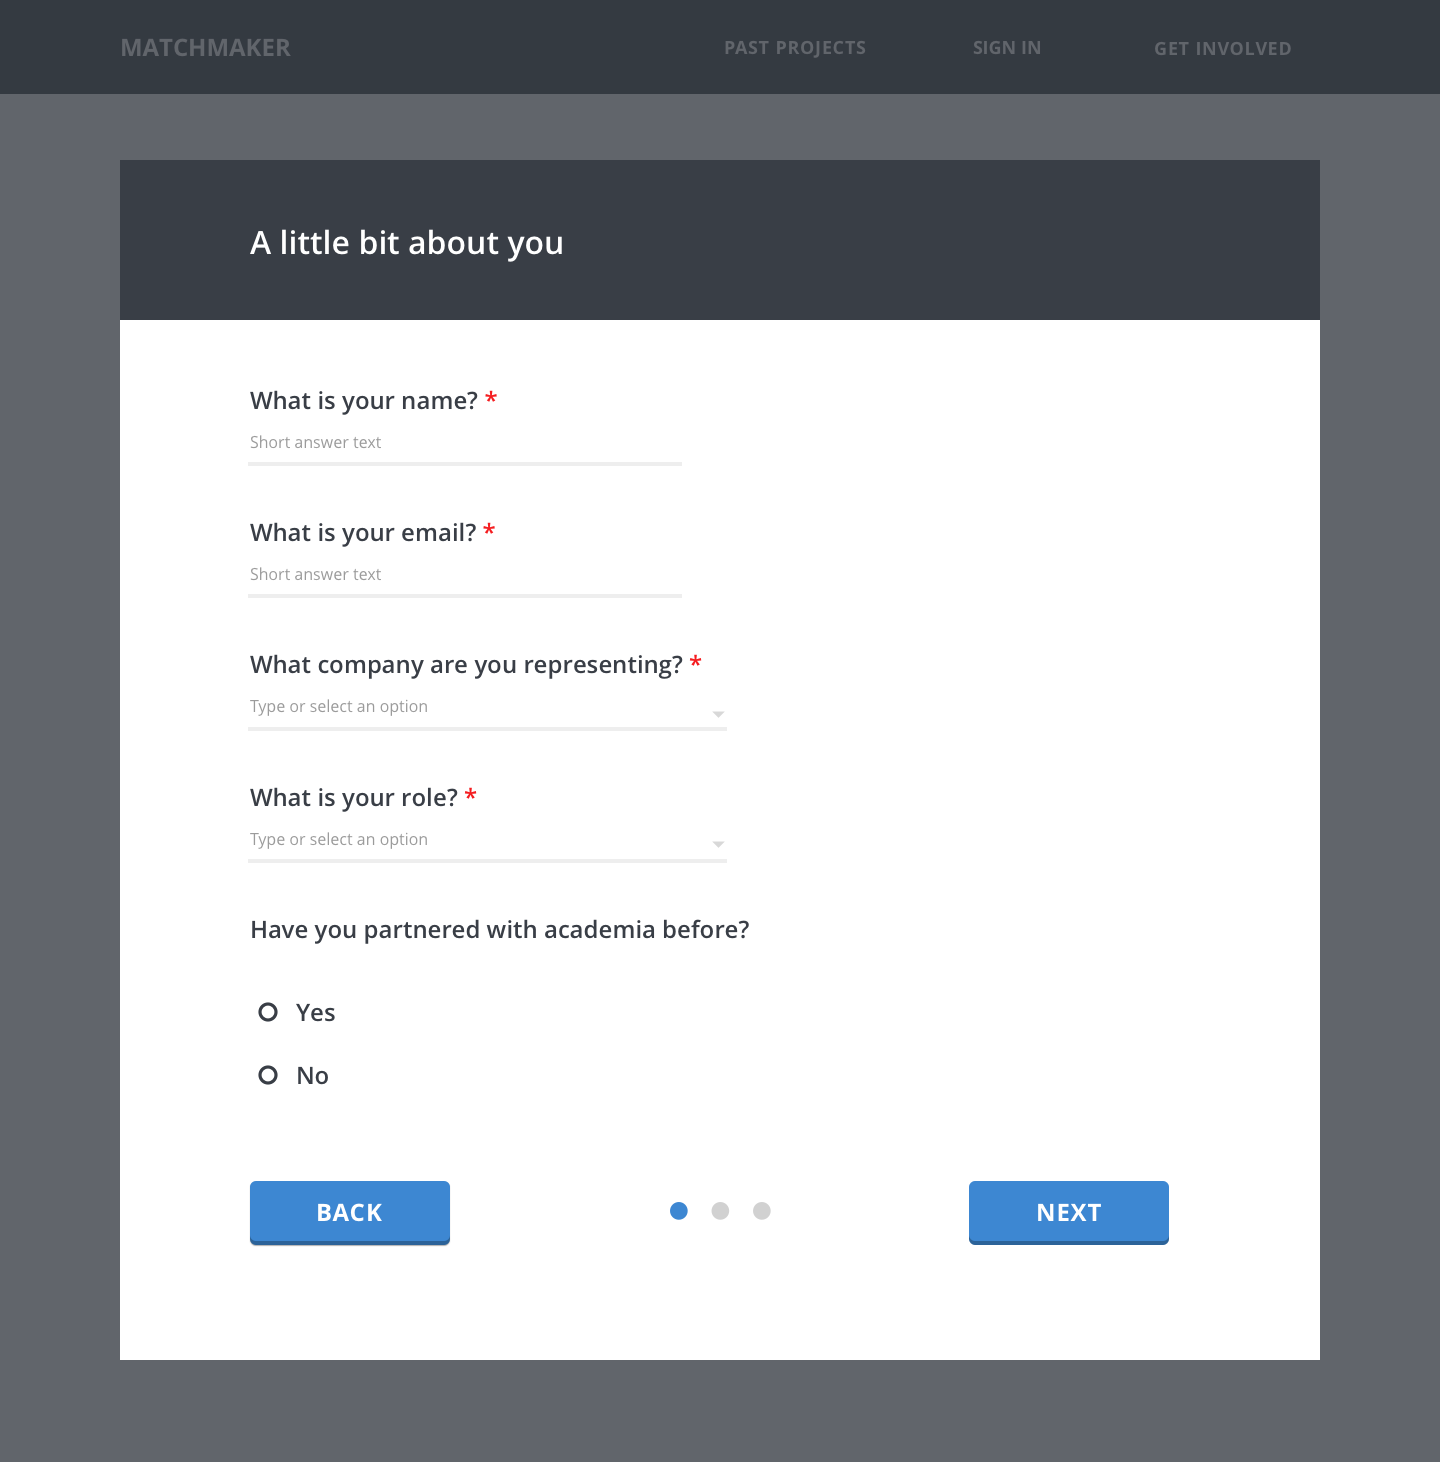 MATCHMAKER PAST PROJECTS SIGN IN GET INVOLVED
A little bit about you
What is your name? *
Short answer text
What is your email? *
Short answer text
What company are you representing? *
Type or select an option
What is your role? *
Type or select an option
Have you partnered with academia before?
Yes
No
BACK NEXT